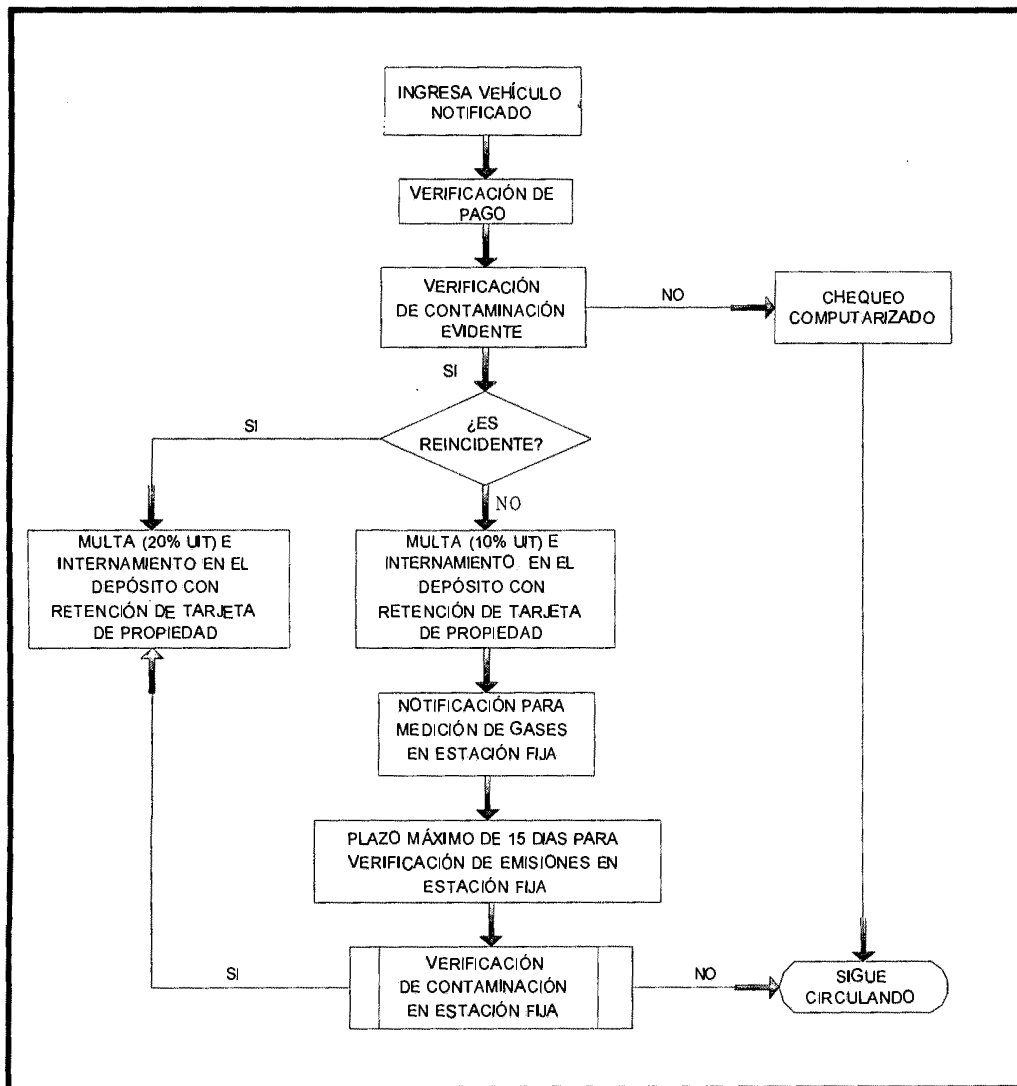 INGRESA VEHÍCULO
NOTIFICADO
VERIFICACIÓN DE
PAGO
VERIFICACIÓN
DE CONTAMINACIÓN
EVIDENTE
NO
CHEQUEO
COMPUTARIZADO
SI
¿ES
REINCIDENTE?
SI
NO
MULTA (20% UIT) E
INTERNAMIENTO EN EL
DEPÓSITO CON
RETENCIÓN DE TARJETA
DE PROPIEDAD
MULTA (10% UIT) E
INTERNAMIENTO EN EL
DEPÓSITO CON
RETENCIÓN DE TARJETA
DE PROPIEDAD
NOTIFICACIÓN PARA
MEDICIÓN DE GASES
EN ESTACIÓN FIJA
PLAZO MÁXIMO DE 15 DIAS PARA
VERIFICACIÓN DE EMISIONES EN
ESTACIÓN FIJA
SI
VERIFICACIÓN
DE CONTAMINACIÓN
EN ESTACIÓN FIJA
NO
SIGUE
CIRCULANDO